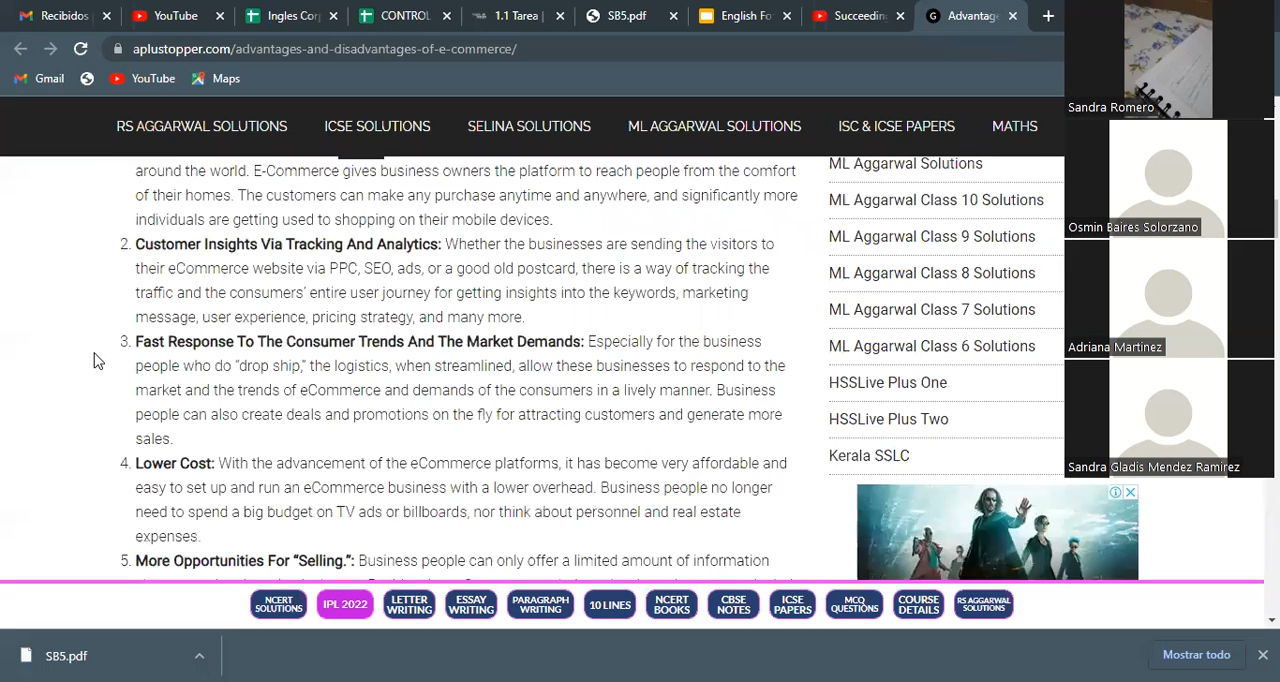 Recibidos
YouTube
Ingles Cor
CONTROL
1.1 Tarea
SB5.pdf
English Fo
Succeeding
Advantag
aplustopper.com/advantages-and-disadvantages-of-e-commerce/
Gmail
YouTube
Maps
RS AGGARWAL SOLUTIONS
ICSE SOLUTIONS
SELINA SOLUTIONS
ML AGGARWAL SOLUTIONS
ISC & ICSE PAPERS
MATHS
around the world. E-Commerce gives business owners the platform to reach people from the comfort
of their homes. The customers can make any purchase anytime and anywhere, and significantly more
individuals are getting used to shopping on their mobile devices.
2. Customer Insights Via Tracking And Analytics: Whether the businesses are sending the visitors to
their eCommerce website via PPC, SEO, ads, or a good old postcard, there is a way of tracking the
traffic and the consumers' entire user journey for getting insights into the keywords, marketing
message, user experience, pricing strategy, and many more.
3. Fast Response To The Consumer Trends And The Market Demands: Especially for the business
people who do "drop ship," the logistics, when streamlined, allow these businesses to respond to the
market and the trends of eCommerce and demands of the consumers in a lively manner. Business
people can also create deals and promotions on the fly for attracting customers and generate more
sales.
4. Lower Cost: With the advancement of the eCommerce platforms, it has become very affordable and
easy to set up and run an eCommerce business with a lower overhead. Business people no longer
need to spend a big budget on TV ads or billboards, nor think about personnel and real estate
expenses.
5. More Opportunities For "Selling.": Business people can only offer a limited amount of information
ML Aggarwal Solutions
ML Aggarwal Class 10 Solutions
ML Aggarwal Class 9 Solutions
ML Aggarwal Class 8 Solutions
ML Aggarwal Class 7 Solutions
ML Aggarwal Class 6 Solutions
HSSLive Plus One
HSSLive Plus Two
Kerala SSLC
Sandra Romero
Osmin Baires Solorzano
Adriana Martinez
Sandra Gladis Mendez Ramirez
NCERT
SOLUTIONS
IPL 2022
LETTER
WRITING
ESSAY
WRITING
PARAGRAPH
WRITING
10 LINES
NCERT
BOOKS
CBSE
NOTES
ICSE
PAPERS
MCQ
QUESTIONS
COURSE
DETAILS
RS AGGARWAL
SOLUTIONS
SB5.pdf
Mostrar todo